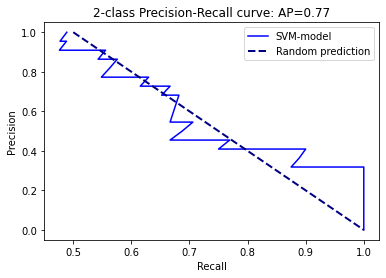 2-class Precision-Recall curve: AP=0.77
SVM-model
Random prediction
Precision
1.0
0.8
0.6
0.4
0.2
0.0
0.5 0.6 0.7 0.8 0.9 1.0
Recall